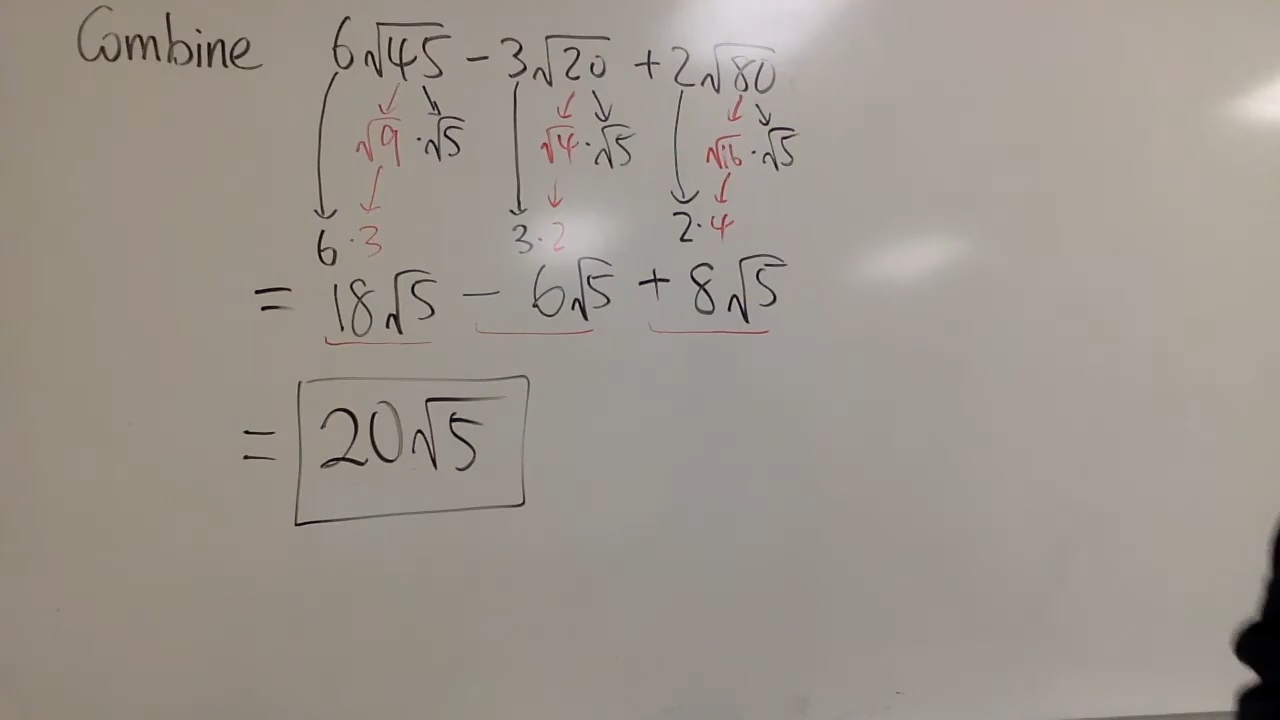 Combine 6√45 - 3√20 + 2√80
√9 · √5 √4 · √5 √16 · √5
6 · 3 3 · 2 2 · 4
= 18√5 - 6√5 + 8√5
= 20√5